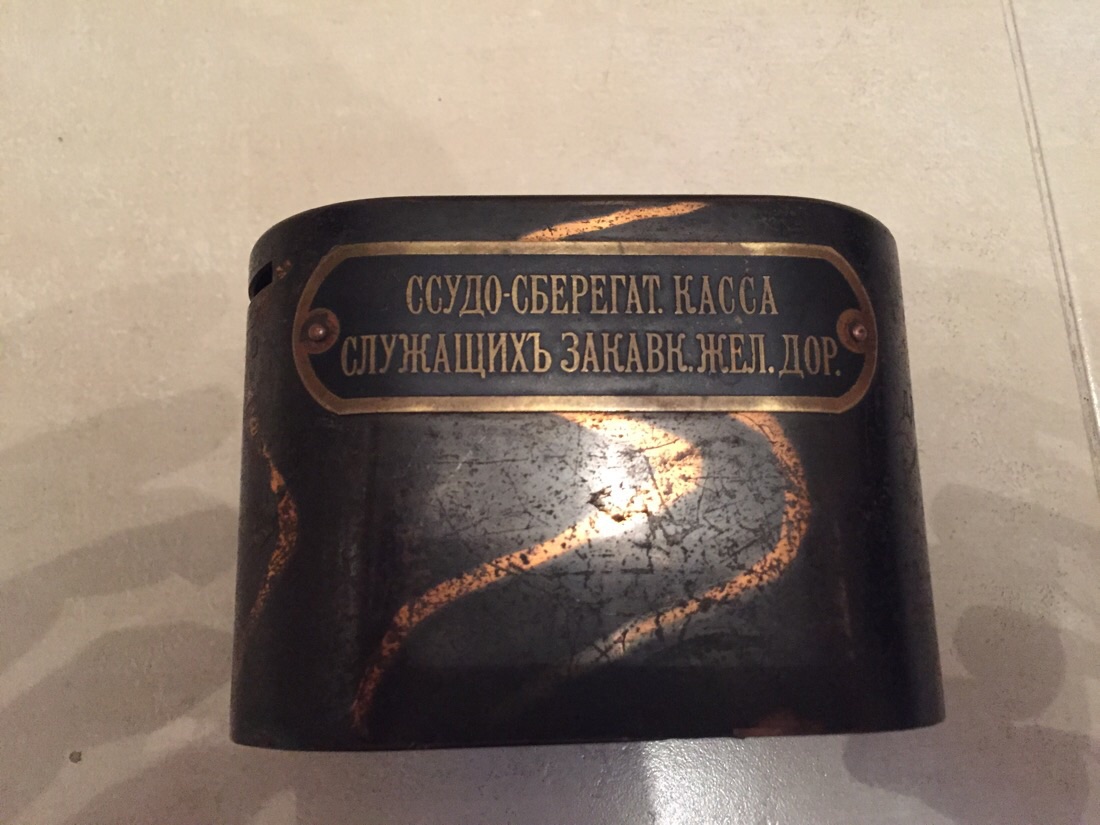 ССУДО-СБЕРЕГАТ. КАССА
СЛУЖАЩИХЪ ЗАКАВК. ЖЕЛ. ДОР.